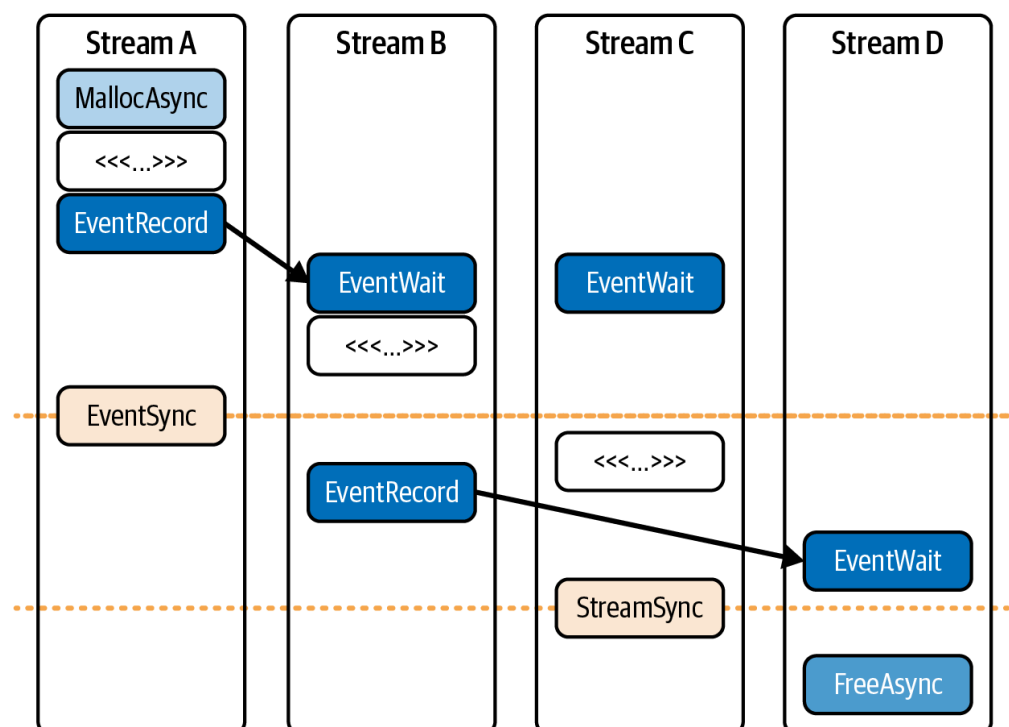 Stream A
Stream B
Stream C
Stream D
MallocAsync
<<<...>>>
EventRecord
EventWait
EventWait
<<<...>>>
EventSync
<<<...>>>
EventRecord
EventWait
StreamSync
FreeAsync